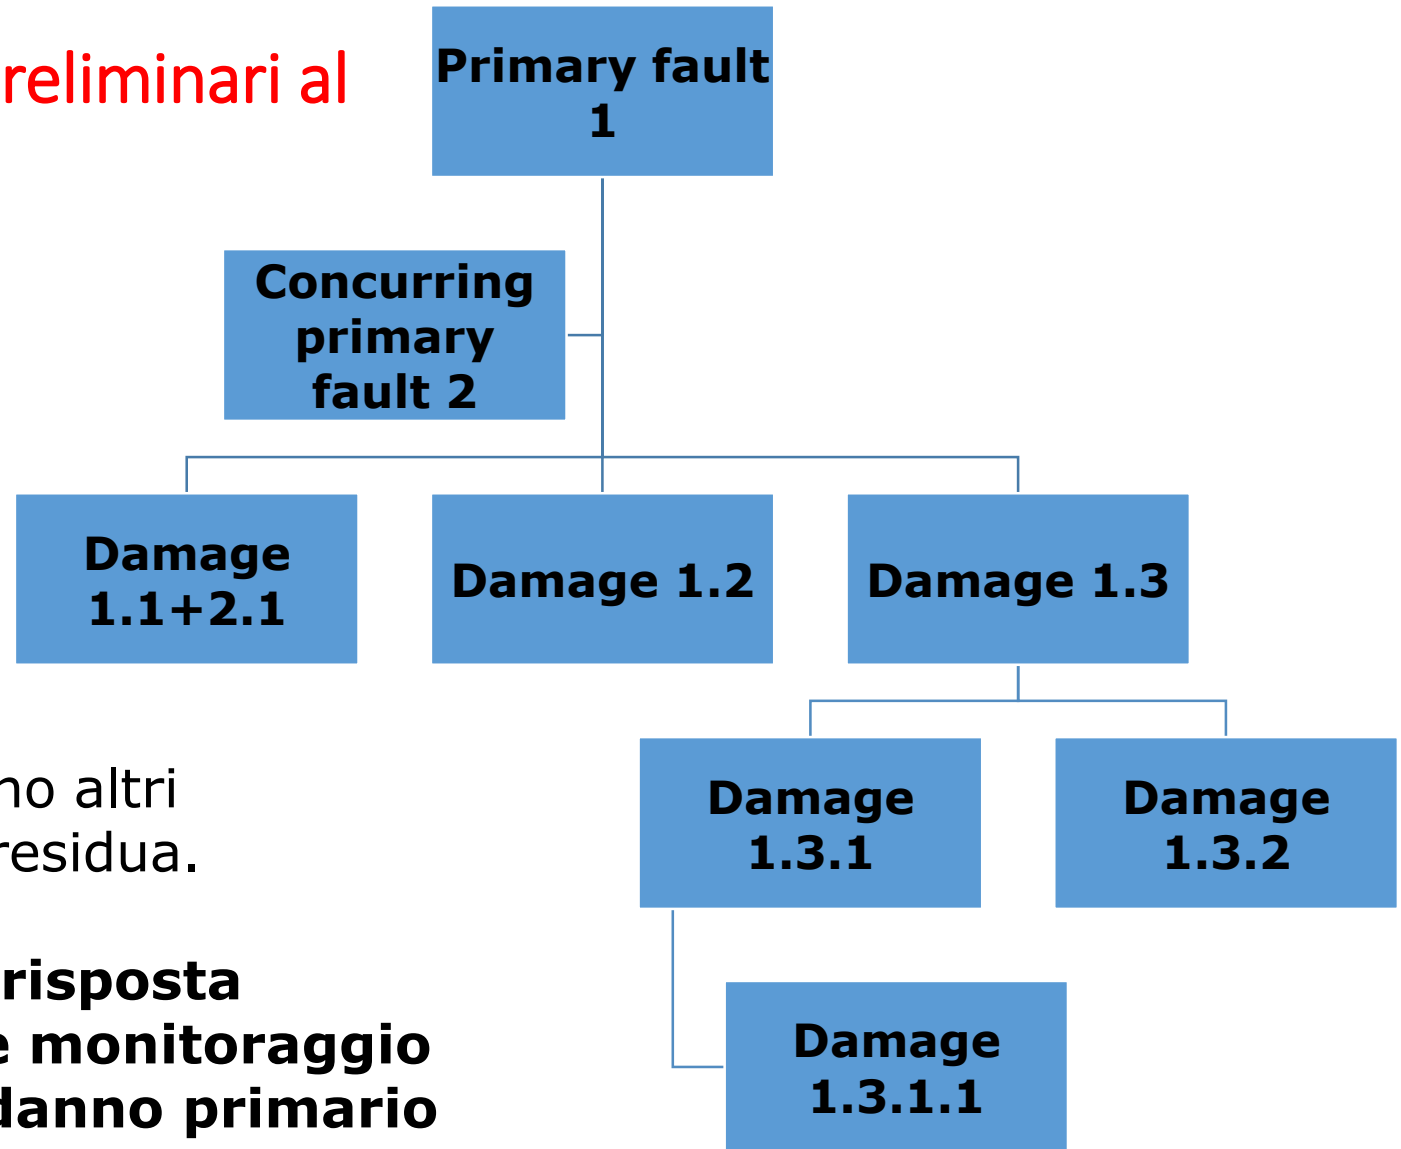 reliminari al
Primary fault
1
Concurring
primary
fault 2
Damage
1.1+2.1
Damage 1.2
Damage 1.3
no altri
residua.
Damage
1.3.1
Damage
1.3.2
risposta
e monitoraggio
danno primario
Damage
1.3.1.1